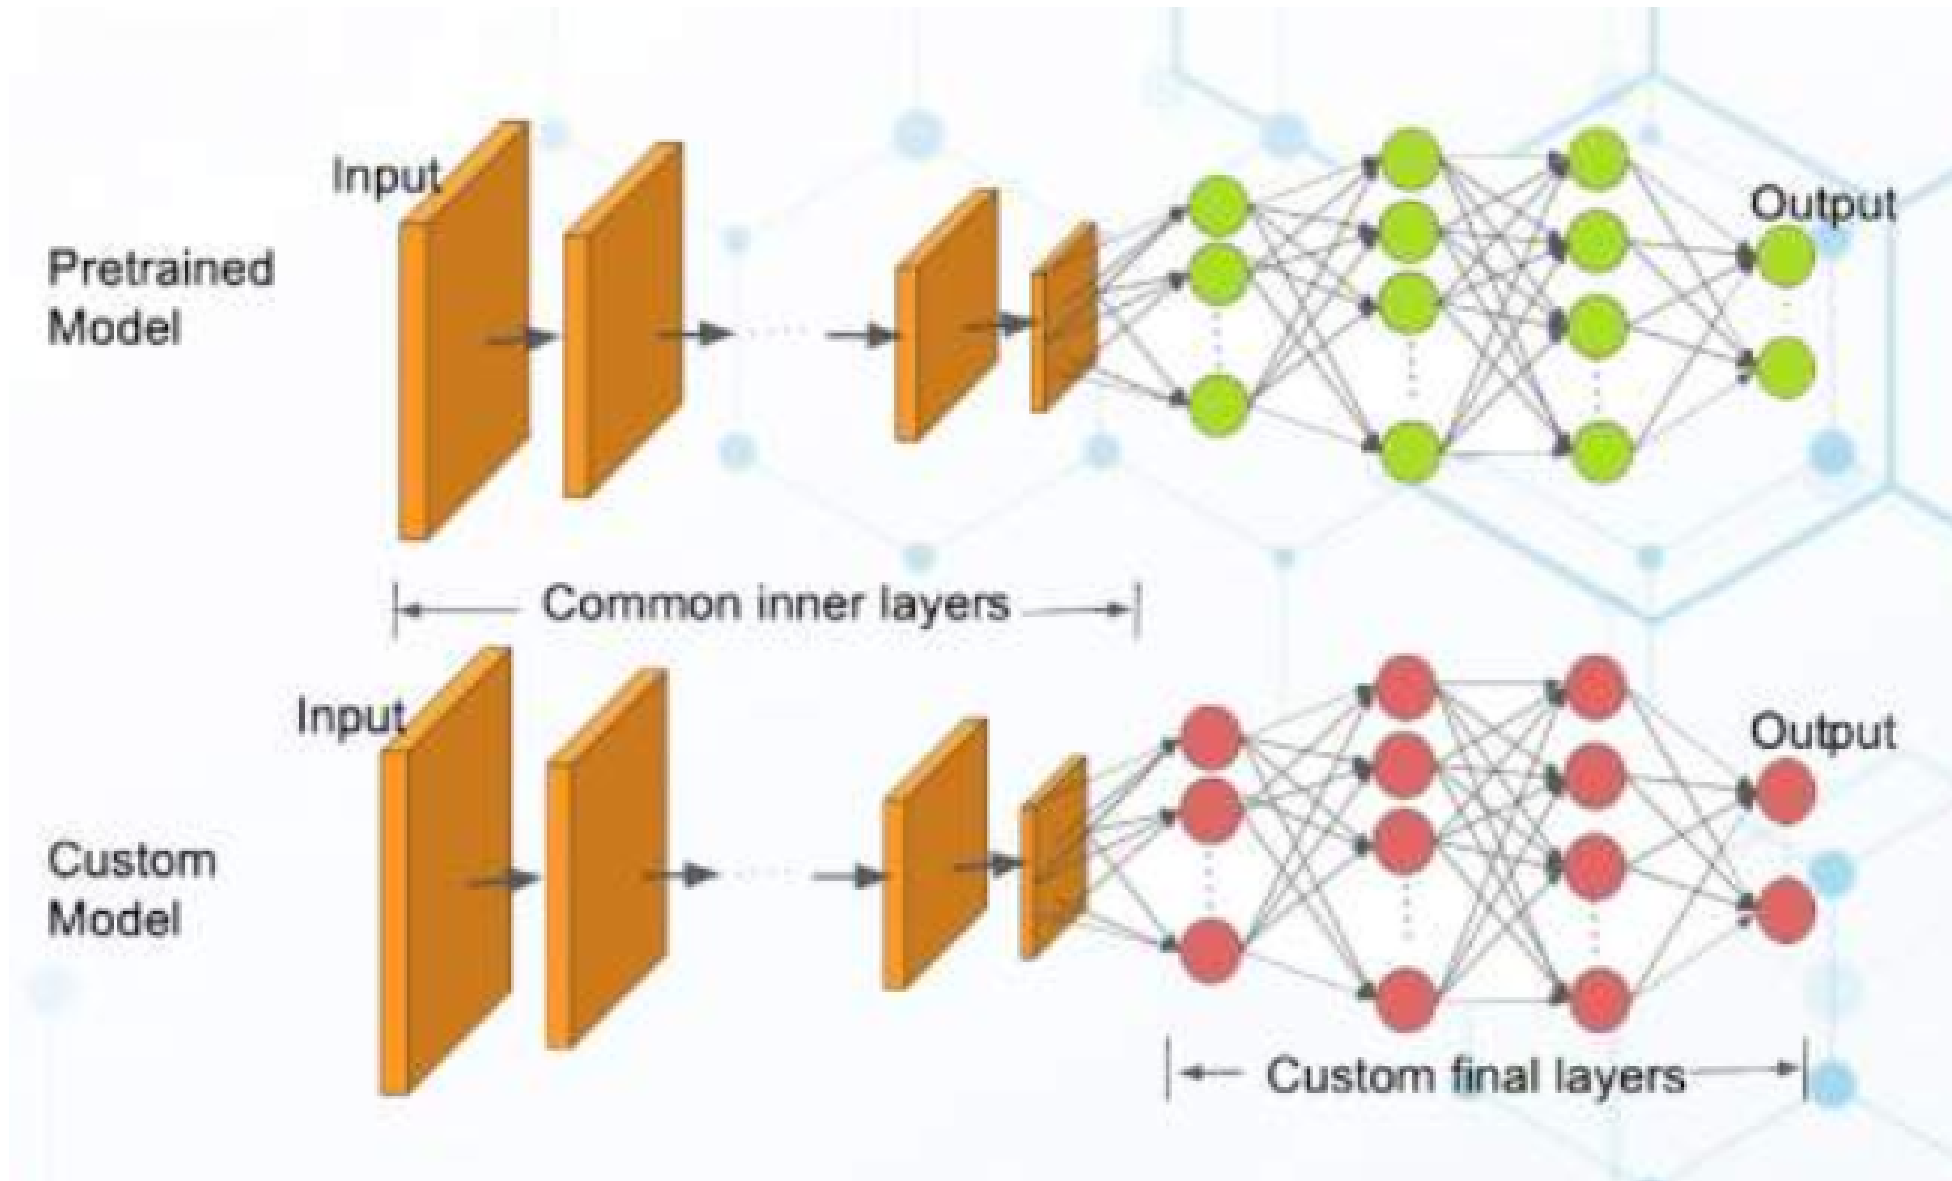 Input
Output
Pretrained
Model
Common inner layers
Input
Output
Custom
Model
Custom final layers